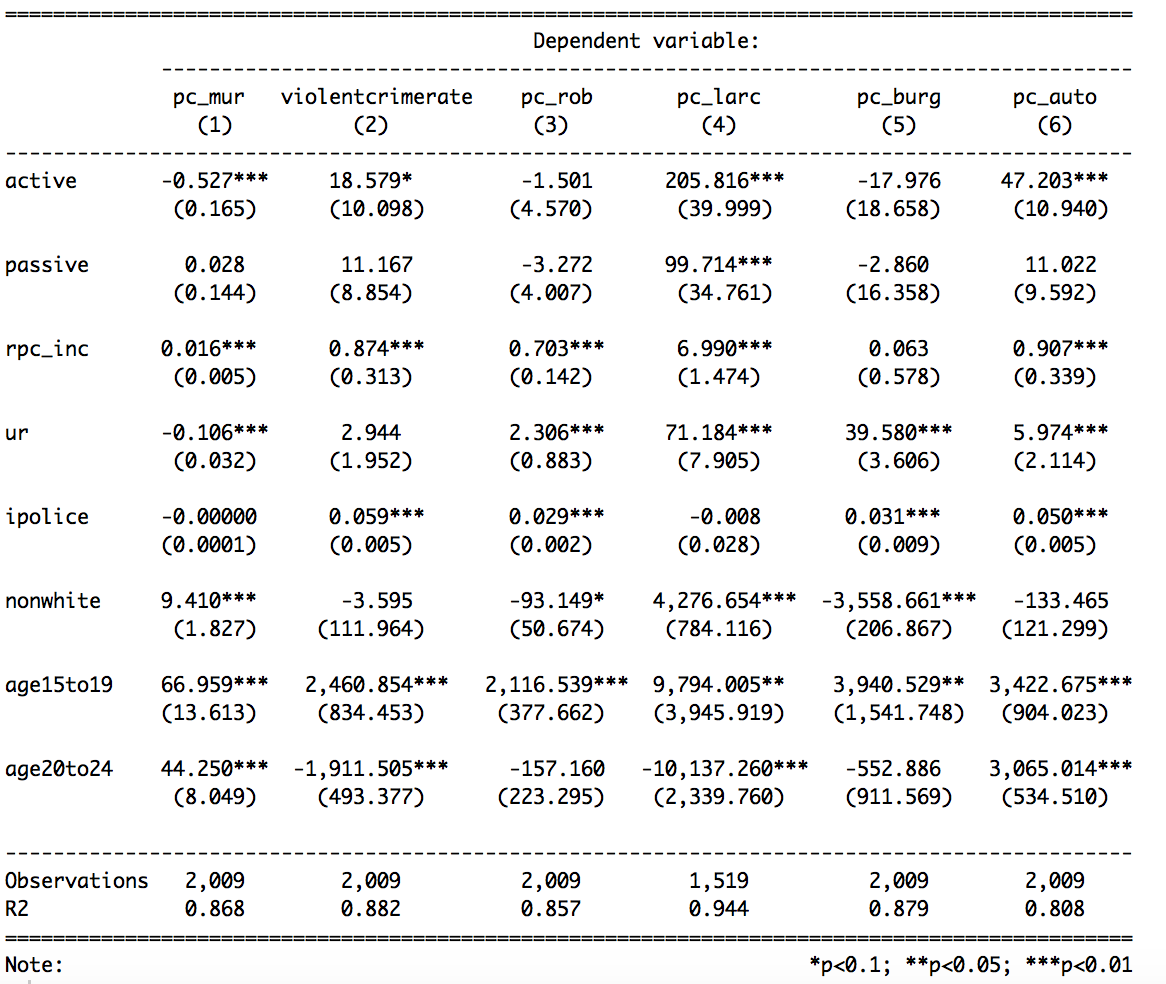 Dependent variable:
pc_mur violentcrimerate pc_rob pc_larc pc_burg pc_auto
(1) (2) (3) (4) (5) (6)
active -0.527*** 18.579* -1.501 205.816*** -17.976 47.203***
(0.165) (10.098) (4.570) (39.999) (18.658) (10.940)
passive 0.028 11.167 -3.272 99.714*** -2.860 11.022
(0.144) (8.854) (4.007) (34.761) (16.358) (9.592)
rpc_inc 0.016*** 0.874*** 0.703*** 6.990*** 0.063 0.907***
(0.005) (0.313) (0.142) (1.474) (0.578) (0.339)
ur -0.106*** 2.944 2.306*** 71.184*** 39.580*** 5.974***
(0.032) (1.952) (0.883) (7.905) (3.606) (2.114)
ipolice -0.00000 0.059*** 0.029*** -0.008 0.031*** 0.050***
(0.0001) (0.005) (0.002) (0.028) (0.009) (0.005)
nonwhite 9.410*** -3.595 -93.149* 4,276.654*** -3,558.661*** -133.465
(1.827) (111.964) (50.674) (784.116) (206.867) (121.299)
age15to19 66.959*** 2,460.854*** 2,116.539*** 9,794.005** 3,940.529** 3,422.675***
(13.613) (834.453) (377.662) (3,945.919) (1,541.748) (904.023)
age20to24 44.250*** -1,911.505*** -157.160 -10,137.260*** -552.886 3,065.014***
(8.049) (493.377) (223.295) (2,339.760) (911.569) (534.510)
Observations 2,009 2,009 2,009 1,519 2,009 2,009
R2 0.868 0.882 0.857 0.944 0.879 0.808
Note: *p<0.1; **p<0.05; ***p<0.01